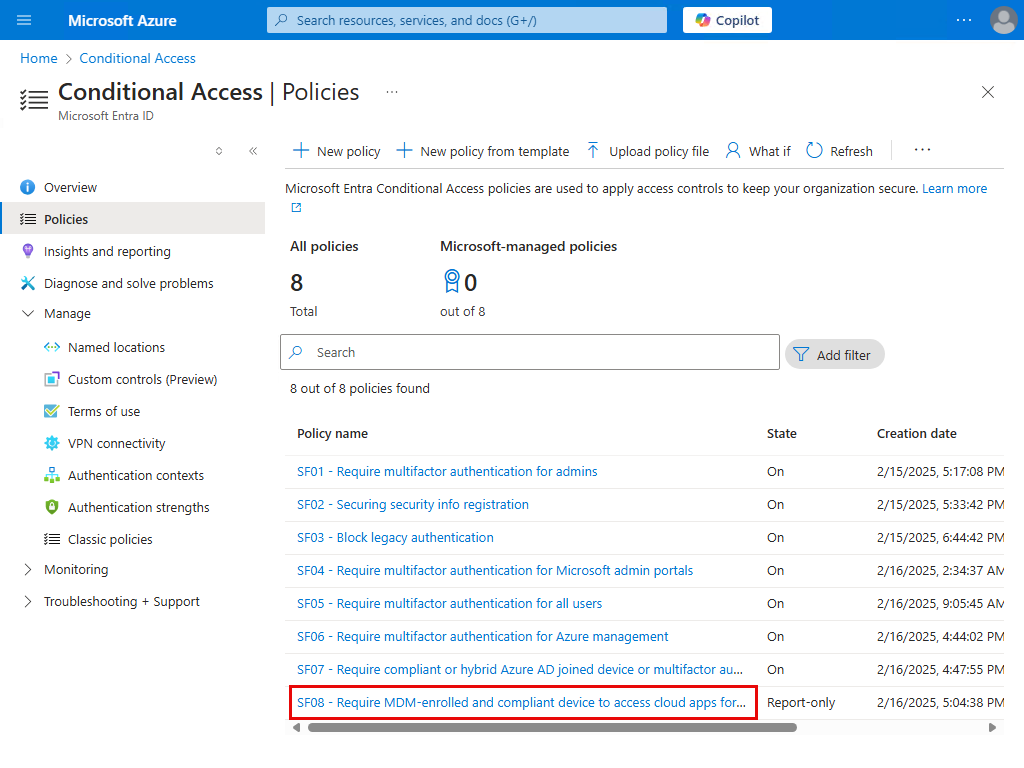 Microsoft Azure
Search resources, services, and docs (G+/)
Copilot
Home > Conditional Access
Conditional Access | Policies
Microsoft Entra ID
New policy
New policy from template
Upload policy file
What if
Refresh
Overview
Policies
Insights and reporting
Diagnose and solve problems
Manage
Named locations
Custom controls (Preview)
Terms of use
VPN connectivity
Authentication contexts
Authentication strengths
Classic policies
Monitoring
Troubleshooting + Support
Microsoft Entra Conditional Access policies are used to apply access controls to keep your organization secure. Learn more
All policies
8
Total
Microsoft-managed policies
0
out of 8
Search
Add filter
8 out of 8 policies found
Policy name State Creation date
SF01 - Require multifactor authentication for admins On 2/15/2025, 5:17:08 PM
SF02 - Securing security info registration On 2/15/2025, 5:33:42 PM
SF03 - Block legacy authentication On 2/15/2025, 6:44:42 PM
SF04 - Require multifactor authentication for Microsoft admin portals On 2/16/2025, 2:34:37 AM
SF05 - Require multifactor authentication for all users On 2/16/2025, 9:05:45 AM
SF06 - Require multifactor authentication for Azure management On 2/16/2025, 4:44:02 PM
SF07 - Require compliant or hybrid Azure AD joined device or multifactor au... On 2/16/2025, 4:47:55 PM
SF08 - Require MDM-enrolled and compliant device to access cloud apps for... Report-only 2/16/2025, 5:04:38 PM